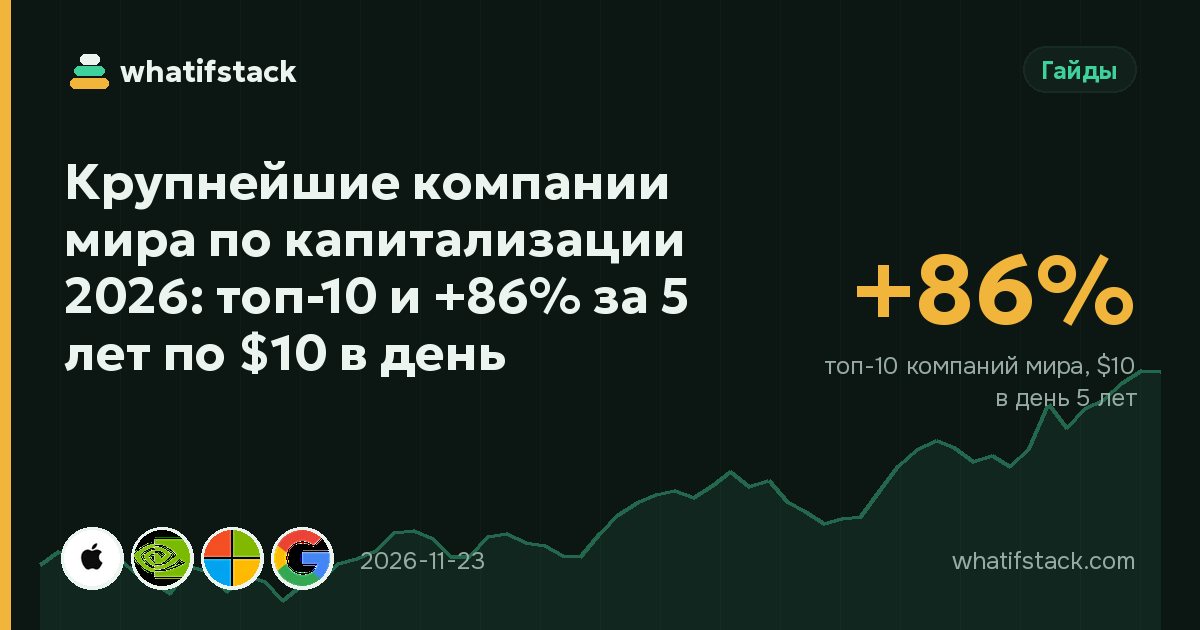 whatifstack
Гайды
Крупнейшие компании
мира по капитализации
2026: топ-10 и +86% за 5
лет по $10 в день
+86%
топ-10 компаний мира, $10
в день 5 лет
2026-11-23
whatifstack.com